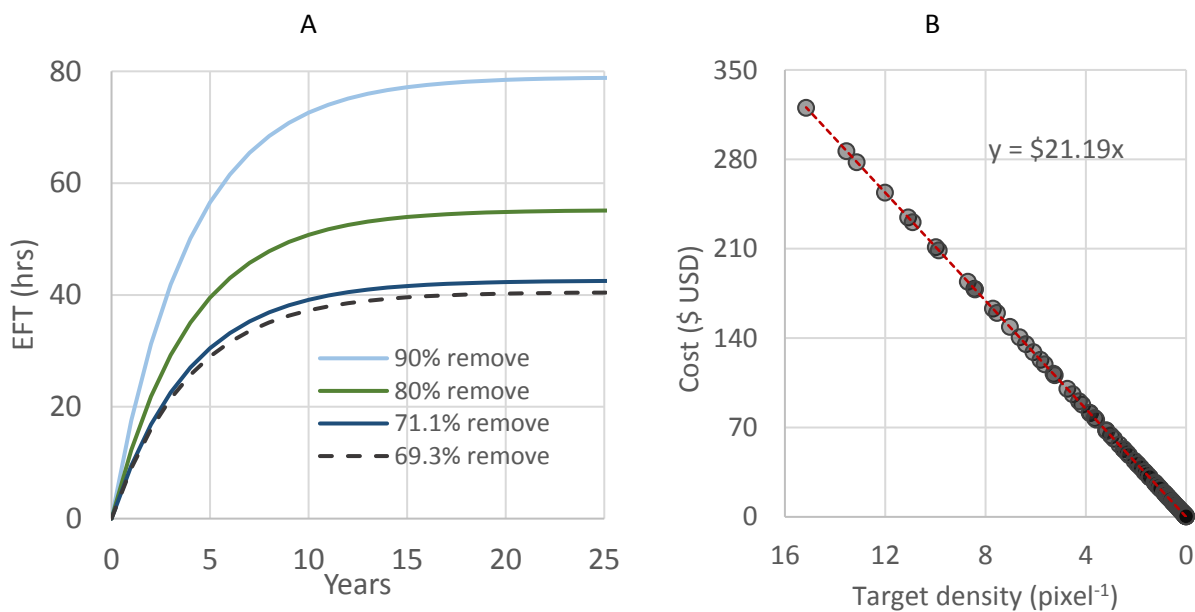 A
80
60
40
20
0
EFT (hrs)
90% remove
80% remove
71.1% remove
69.3% remove
0 5 10 15 20 25
Years
B
350
280
210
140
70
0
Cost ($ USD)
y = $21.19x
16 12 8 4 0
Target density (pixel⁻¹)